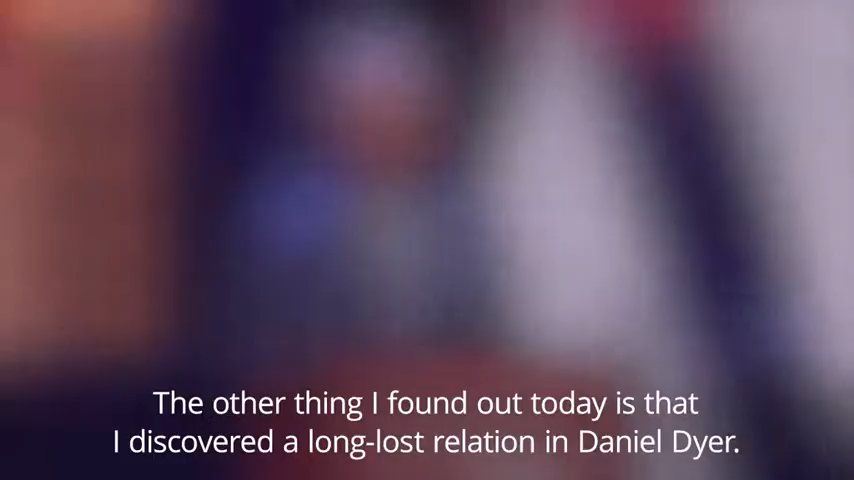 The other thing I found out today is that
I discovered a long-lost relation in Daniel Dyer.